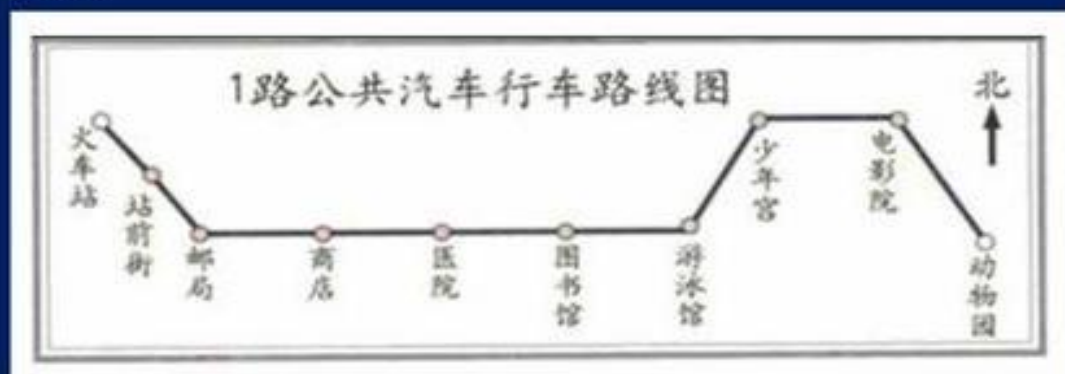 1路公共汽车行车路线图
北
火车站
站前街
邮局
商店
医院
图书馆
游泳馆
少年宫
电影院
动物园